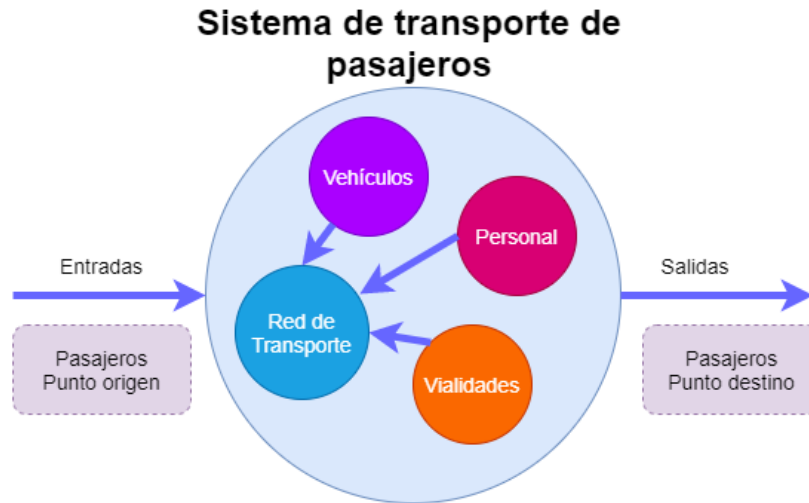 Sistema de transporte de
pasajeros
Vehículos
Personal
Entradas
Salidas
Red de
Transporte
Pasajeros
Punto origen
Vialidades
Pasajeros
Punto destino